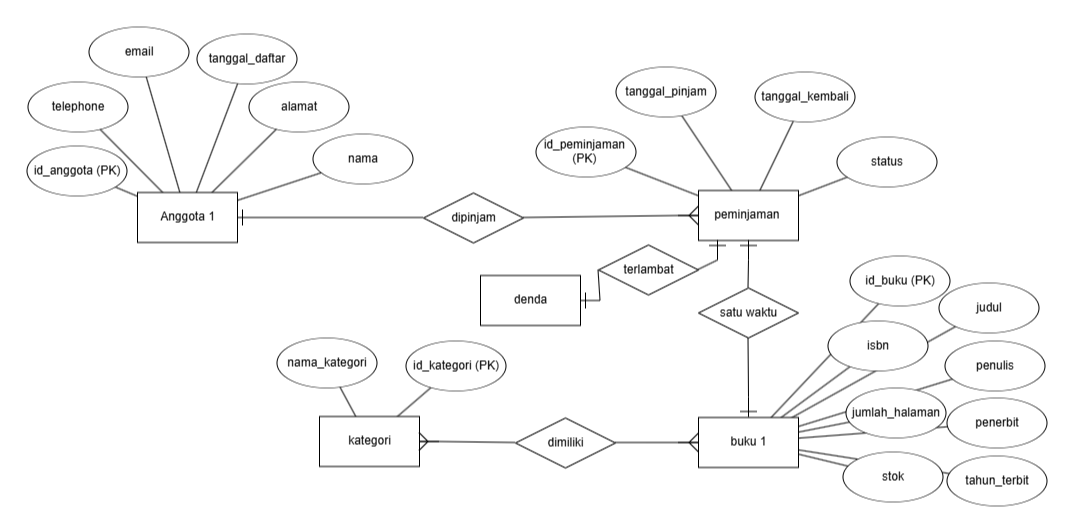 email
tanggal_daftar
telephone
alamat
nama
id_anggota (PK)
Anggota 1
dipinjam
tanggal_pinjam
tanggal_kembali
id_peminjaman
(PK)
status
peminjaman
terlambat
denda
satu waktu
id_buku (PK)
judul
isbn
penulis
jumlah_halaman
penerbit
stok
tahun_terbit
nama_kategori
id_kategori (PK)
kategori
dimiliki
buku 1